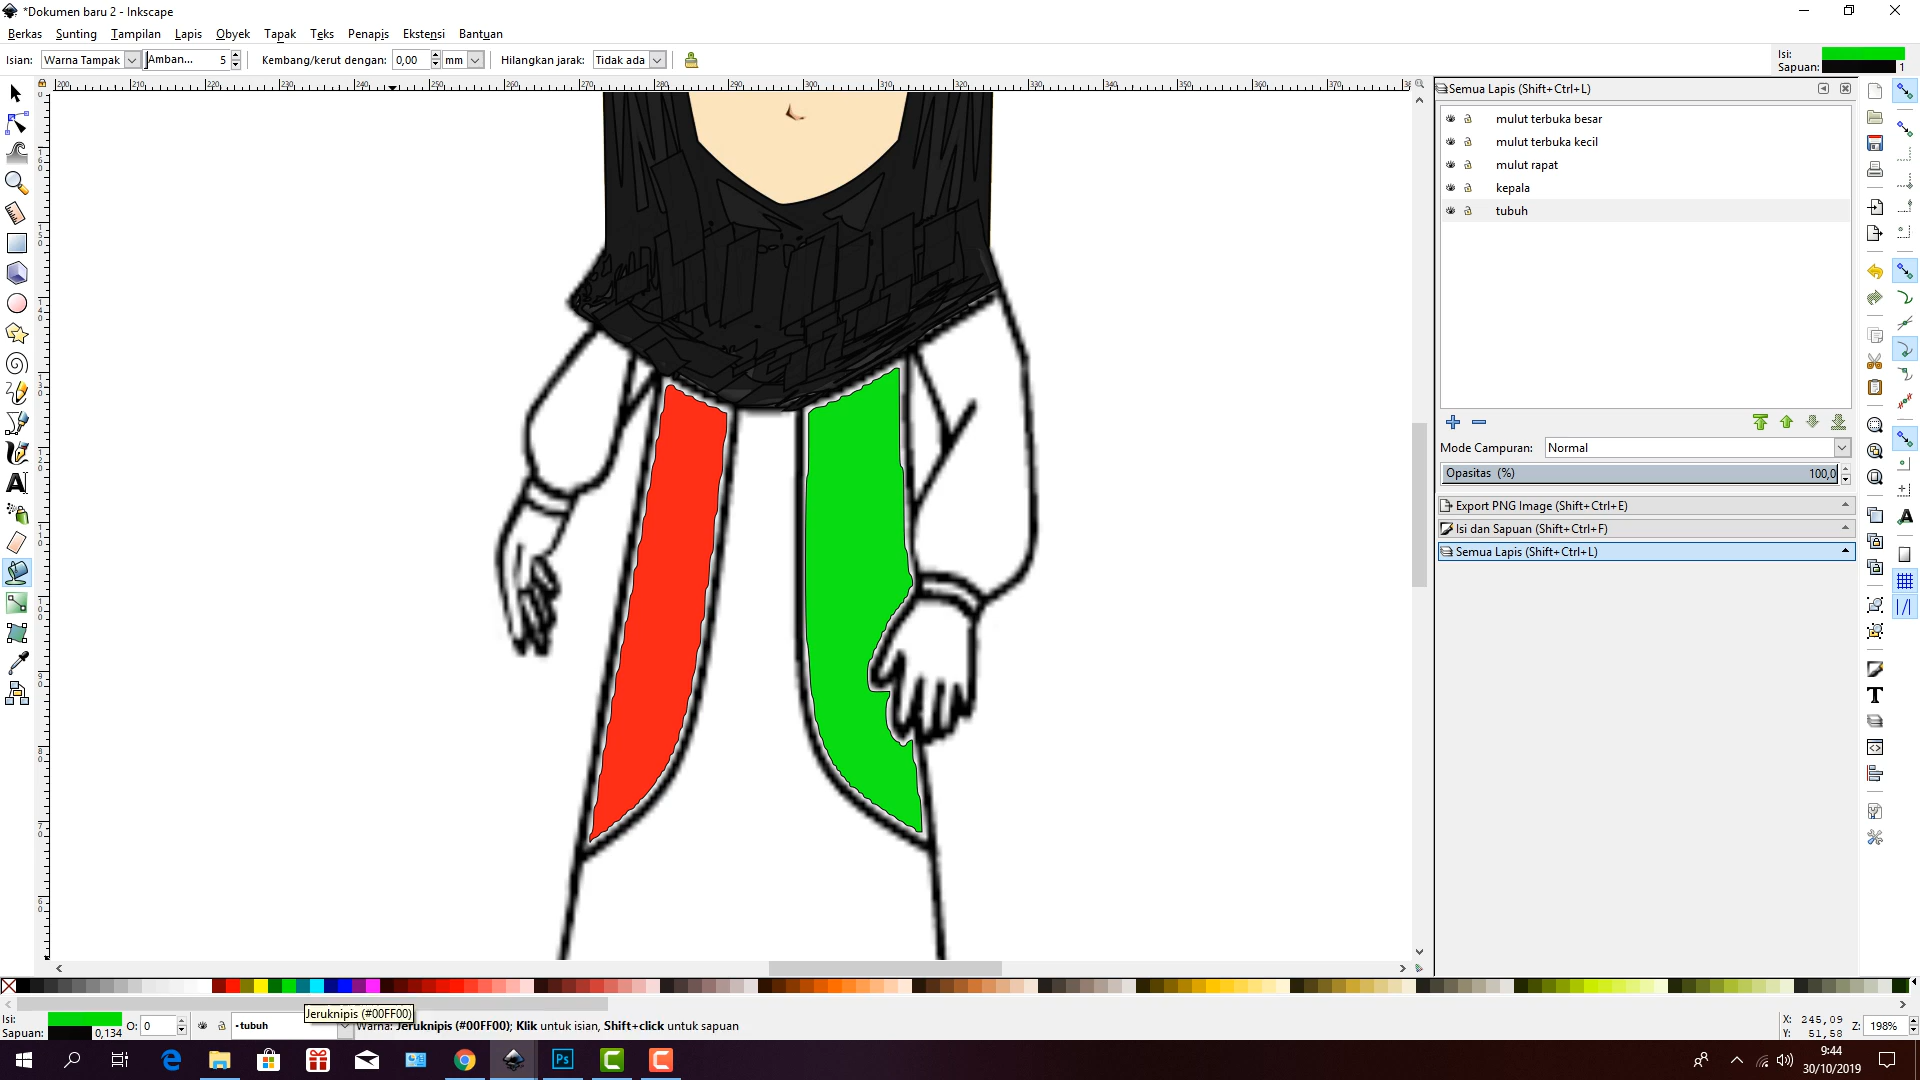 *Dokumen baru 2 - Inkscape
Berkas Sunting Tampilan Lapis Obyek Tapak Teks Penapis Ekstensi Bantuan
Isian: Warna Tampak Amban... 5 Kembang/kerut dengan: 0,00 mm Hilangkan jarak: Tidak ada
Isi:
Sapuan: 1
Semua Lapis (Shift+Ctrl+L)
mulut terbuka besar
mulut terbuka kecil
mulut rapat
kepala
tubuh
Mode Campuran: Normal
Opasitas (%) 100,0
Export PNG Image (Shift+Ctrl+E)
Isi dan Sapuan (Shift+Ctrl+F)
Semua Lapis (Shift+Ctrl+L)
Jeruknipis (#00FF00)
Isi:
Sapuan: 0,134
O: 0
tubuh
Warna: Jeruknipis (#00FF00); Klik untuk isian, Shift+click untuk sapuan
X: 245,09
Y: 51,58
Z: 198%
9:44
30/10/2019